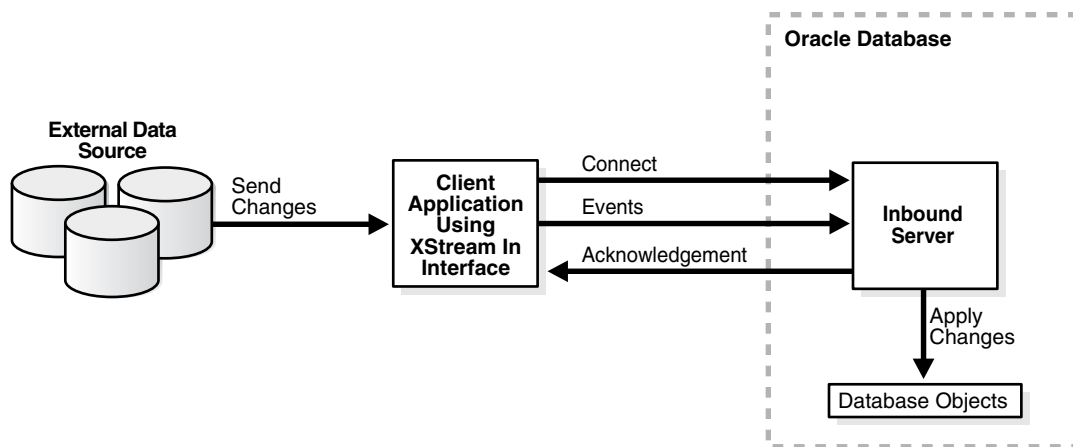 Oracle Database
External Data
Source
Send
Changes
Client
Application
Using
XStream In
Interface
Connect
Events
Acknowledgement
Inbound
Server
Apply
Changes
Database Objects